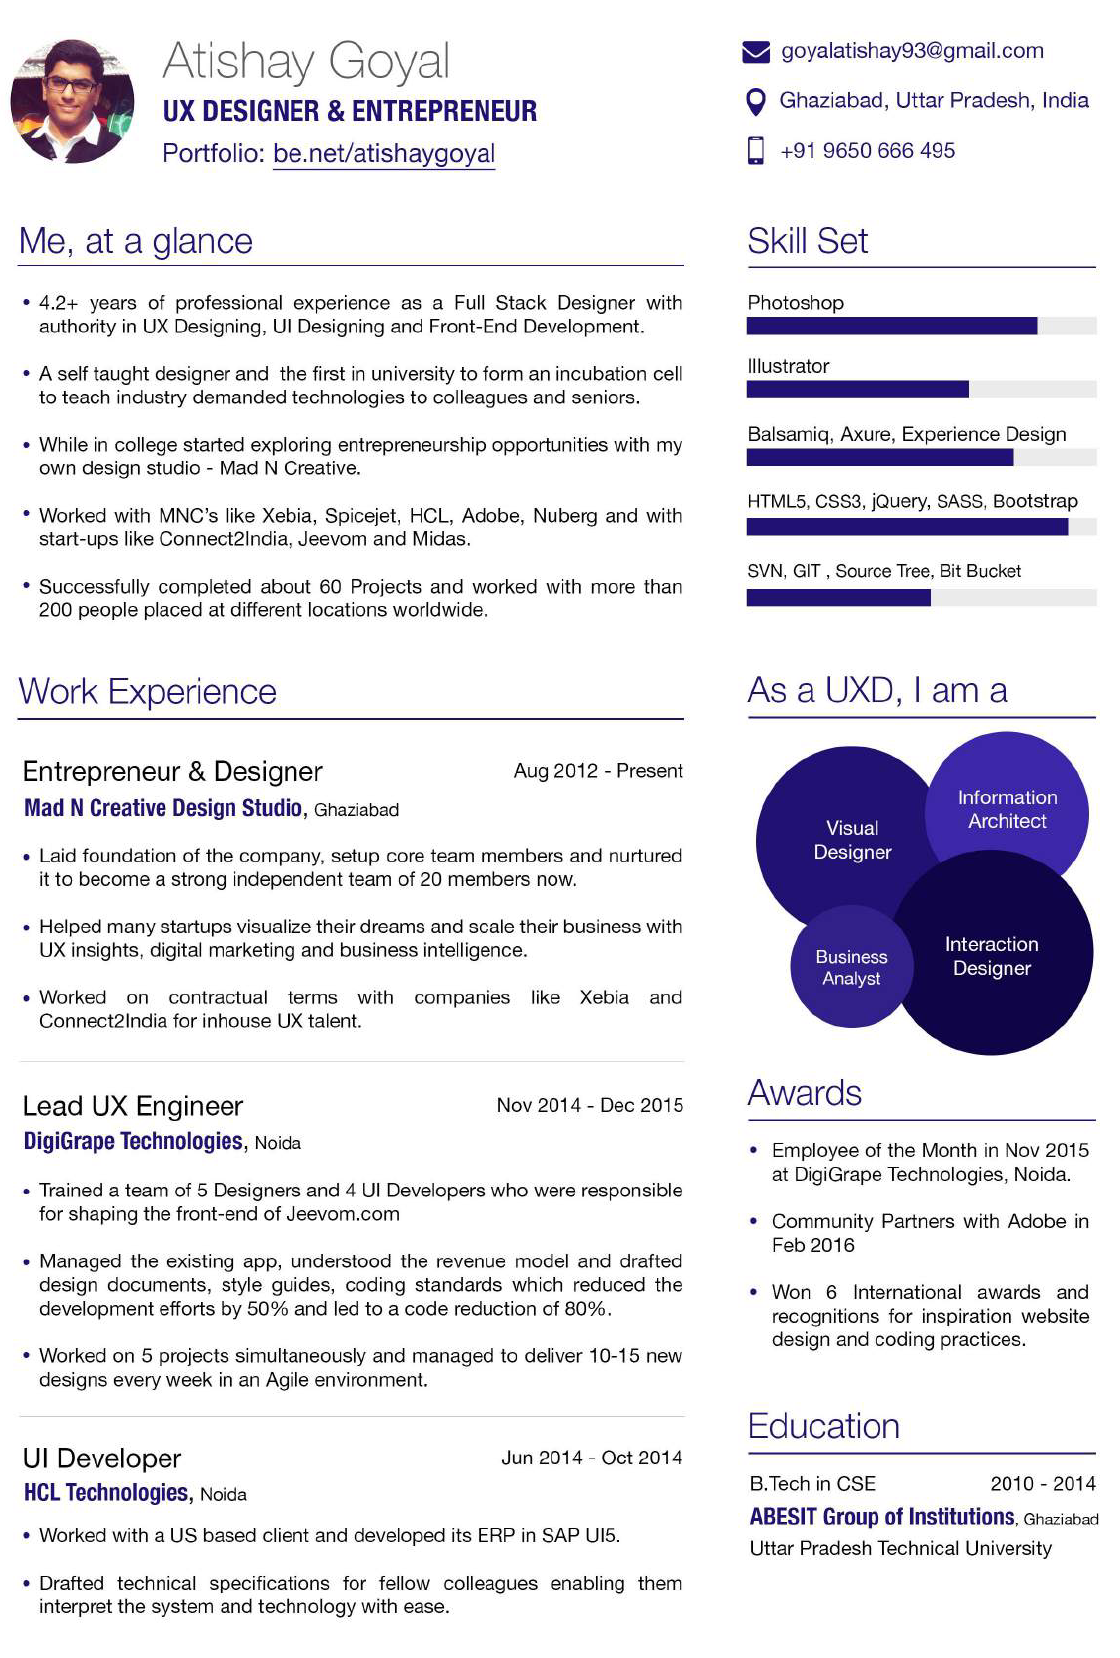 Atishay Goyal
UX DESIGNER & ENTREPRENEUR
Portfolio: be.net/atishaygoyal
goyalatishay93@gmail.com
Ghaziabad, Uttar Pradesh, India
+91 9650 666 495
Me, at a glance
• 4.2+ years of professional experience as a Full Stack Designer with
authority in UX Designing, UI Designing and Front-End Development.
• A self taught designer and the first in university to form an incubation cell
to teach industry demanded technologies to colleagues and seniors.
• While in college started exploring entrepreneurship opportunities with my
own design studio - Mad N Creative.
• Worked with MNC's like Xebia, Spicejet, HCL, Adobe, Nuberg and with
start-ups like Connect2India, Jeevom and Midas.
• Successfully completed about 60 Projects and worked with more than
200 people placed at different locations worldwide.
Work Experience
Entrepreneur & Designer Aug 2012 - Present
Mad N Creative Design Studio, Ghaziabad
• Laid foundation of the company, setup core team members and nurtured
it to become a strong independent team of 20 members now.
• Helped many startups visualize their dreams and scale their business with
UX insights, digital marketing and business intelligence.
• Worked on contractual terms with companies like Xebia and
Connect2India for inhouse UX talent.
Lead UX Engineer Nov 2014 - Dec 2015
DigiGrape Technologies, Noida
• Trained a team of 5 Designers and 4 UI Developers who were responsible
for shaping the front-end of Jeevom.com
• Managed the existing app, understood the revenue model and drafted
design documents, style guides, coding standards which reduced the
development efforts by 50% and led to a code reduction of 80%.
• Worked on 5 projects simultaneously and managed to deliver 10-15 new
designs every week in an Agile environment.
UI Developer Jun 2014 - Oct 2014
HCL Technologies, Noida
• Worked with a US based client and developed its ERP in SAP UI5.
• Drafted technical specifications for fellow colleagues enabling them
interpret the system and technology with ease.
Skill Set
Photoshop
Illustrator
Balsamiq, Axure, Experience Design
HTML5, CSS3, jQuery, SASS, Bootstrap
SVN, GIT , Source Tree, Bit Bucket
As a UXD, I am a
Visual
Designer
Information
Architect
Business
Analyst
Interaction
Designer
Awards
• Employee of the Month in Nov 2015
at DigiGrape Technologies, Noida.
• Community Partners with Adobe in
Feb 2016
• Won 6 International awards and
recognitions for inspiration website
design and coding practices.
Education
B.Tech in CSE 2010 - 2014
ABESIT Group of Institutions, Ghaziabad
Uttar Pradesh Technical University